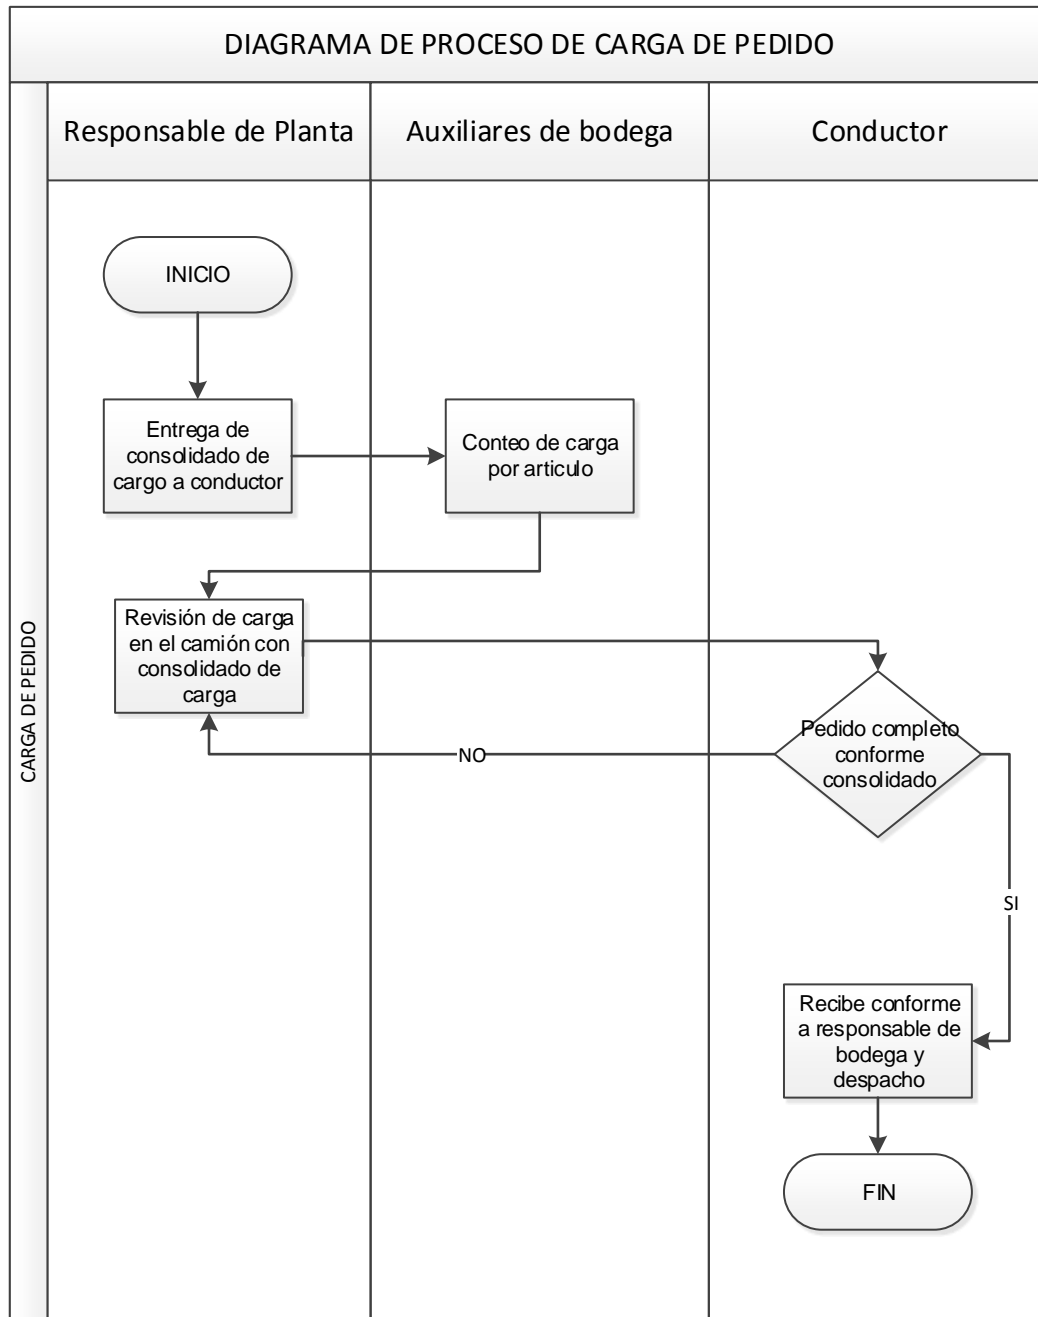 DIAGRAMA DE PROCESO DE CARGA DE PEDIDO
Responsable de Planta
Auxiliares de bodega
Conductor
CARGA DE PEDIDO
INICIO
Entrega de
consolidado de
cargo a conductor
Conteo de carga
por articulo
Revisión de carga
en el camión con
consolidado de
carga
Pedido completo
conforme
consolidado
NO
SI
Recibe conforme
a responsable de
bodega y
despacho
FIN